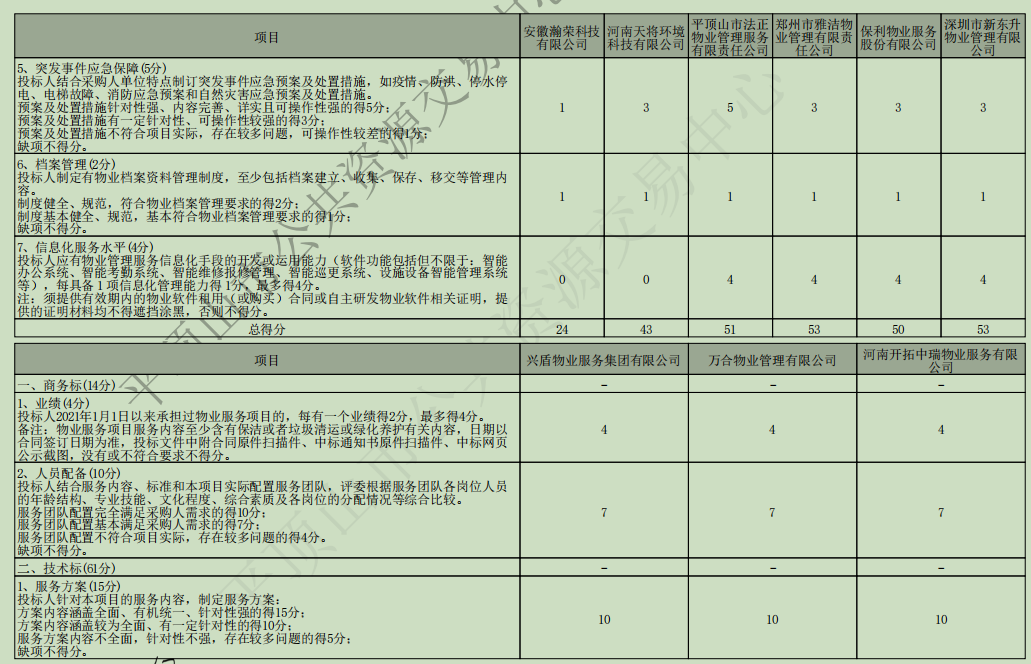 项目
安徽瀚荣科技有限公司
河南天将环境科技有限公司
平顶山市法正物业管理服务有限责任公司
郑州市雅洁物业管理有限责任公司
保利物业服务股份有限公司
深圳市新东升物业管理有限公司
5、突发事件应急保障(5分)
投标人结合采购人单位特点制订突发事件应急预案及处置措施，如疫情、防洪、停水停
电、电梯故障、消防应急预案和自然灾害应急预案及处置措施。
预案及处置措施针对性强、内容完善、详实且可操作性强的得5分；
预案及处置措施有一定针对性、可操作性较强的得3分；
预案及处置措施不符合项目实际，存在较多问题，可操作性较差的得1分；
缺项不得分。
1 3 5 3 3 3
6、档案管理(2分)
投标人制定有物业档案资料管理制度，至少包括档案建立、收集、保存、移交等管理内
容。
制度健全、规范，符合物业档案管理要求的得2分；
制度基本健全、规范，基本符合物业档案管理要求的得1分；
缺项不得分。
1 1 1 1 1 1
7、信息化服务水平(4分)
投标人应有物业管理服务信息化手段的开发或运用能力（软件功能包括但不限于：智能
办公系统、智能考勤系统、智能维修报修管理、智能巡更系统、设施设备智能管理系统
等），每具备1项信息化管理能力得1分，最多得4分。
注：须提供有效期内的物业软件租用（或购买）合同或自主研发物业软件相关证明，提
供的证明材料均不得遮挡涂黑，否则不得分。
0 0 4 4 4 4
总得分 24 43 51 53 50 53
项目 兴盾物业服务集团有限公司 万合物业管理有限公司 河南开拓中瑞物业服务有限公司
一、商务标(14分) － － －
1、业绩(4分)
投标人2021年1月1日以来承担过物业服务项目的，每有一个业绩得2分，最多得4分。
备注：物业服务项目服务内容至少含有保洁或者垃圾清运或绿化养护有关内容，日期以
合同签订日期为准，投标文件中附合同原件扫描件、中标通知书原件扫描件、中标网页
公示截图，没有或不符合要求不得分。
4 4 4
2、人员配备(10分)
投标人结合服务内容、标准和本项目实际配置服务团队，评委根据服务团队各岗位人员
的年龄结构、专业技能、文化程度、综合素质及各岗位的分配情况等综合比较。
服务团队配置完全满足采购人需求的得10分；
服务团队配置基本满足采购人需求的得7分；
服务团队配置不符合项目实际，存在较多问题的得4分。
缺项不得分。
7 7 7
二、技术标(61分) － － －
1、服务方案(15分)
投标人针对本项目的服务内容，制定服务方案：
方案内容涵盖全面、有机统一、针对性强的得15分；
方案内容涵盖较为全面、有一定针对性的得10分；
服务方案内容不全面，针对性不强，存在较多问题的得5分；
缺项不得分。
10 10 10
平顶山市公共资源交易中心
平顶山市公共资源交易中心